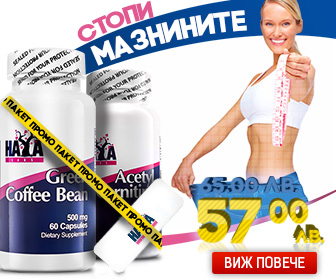 СТОПИ
МАЗНИНИТЕ
HAYA
LABS
Green
Coffee Bean
500 mg
60 Capsules
Dietary Supplement
Acetyl
ПАКЕТ ПРОМО ПАКЕТ ПРОМО ПАКЕТ ПРОМО
65.00 ЛВ.
57.00 ЛВ.
ВИЖ ПОВЕЧЕ